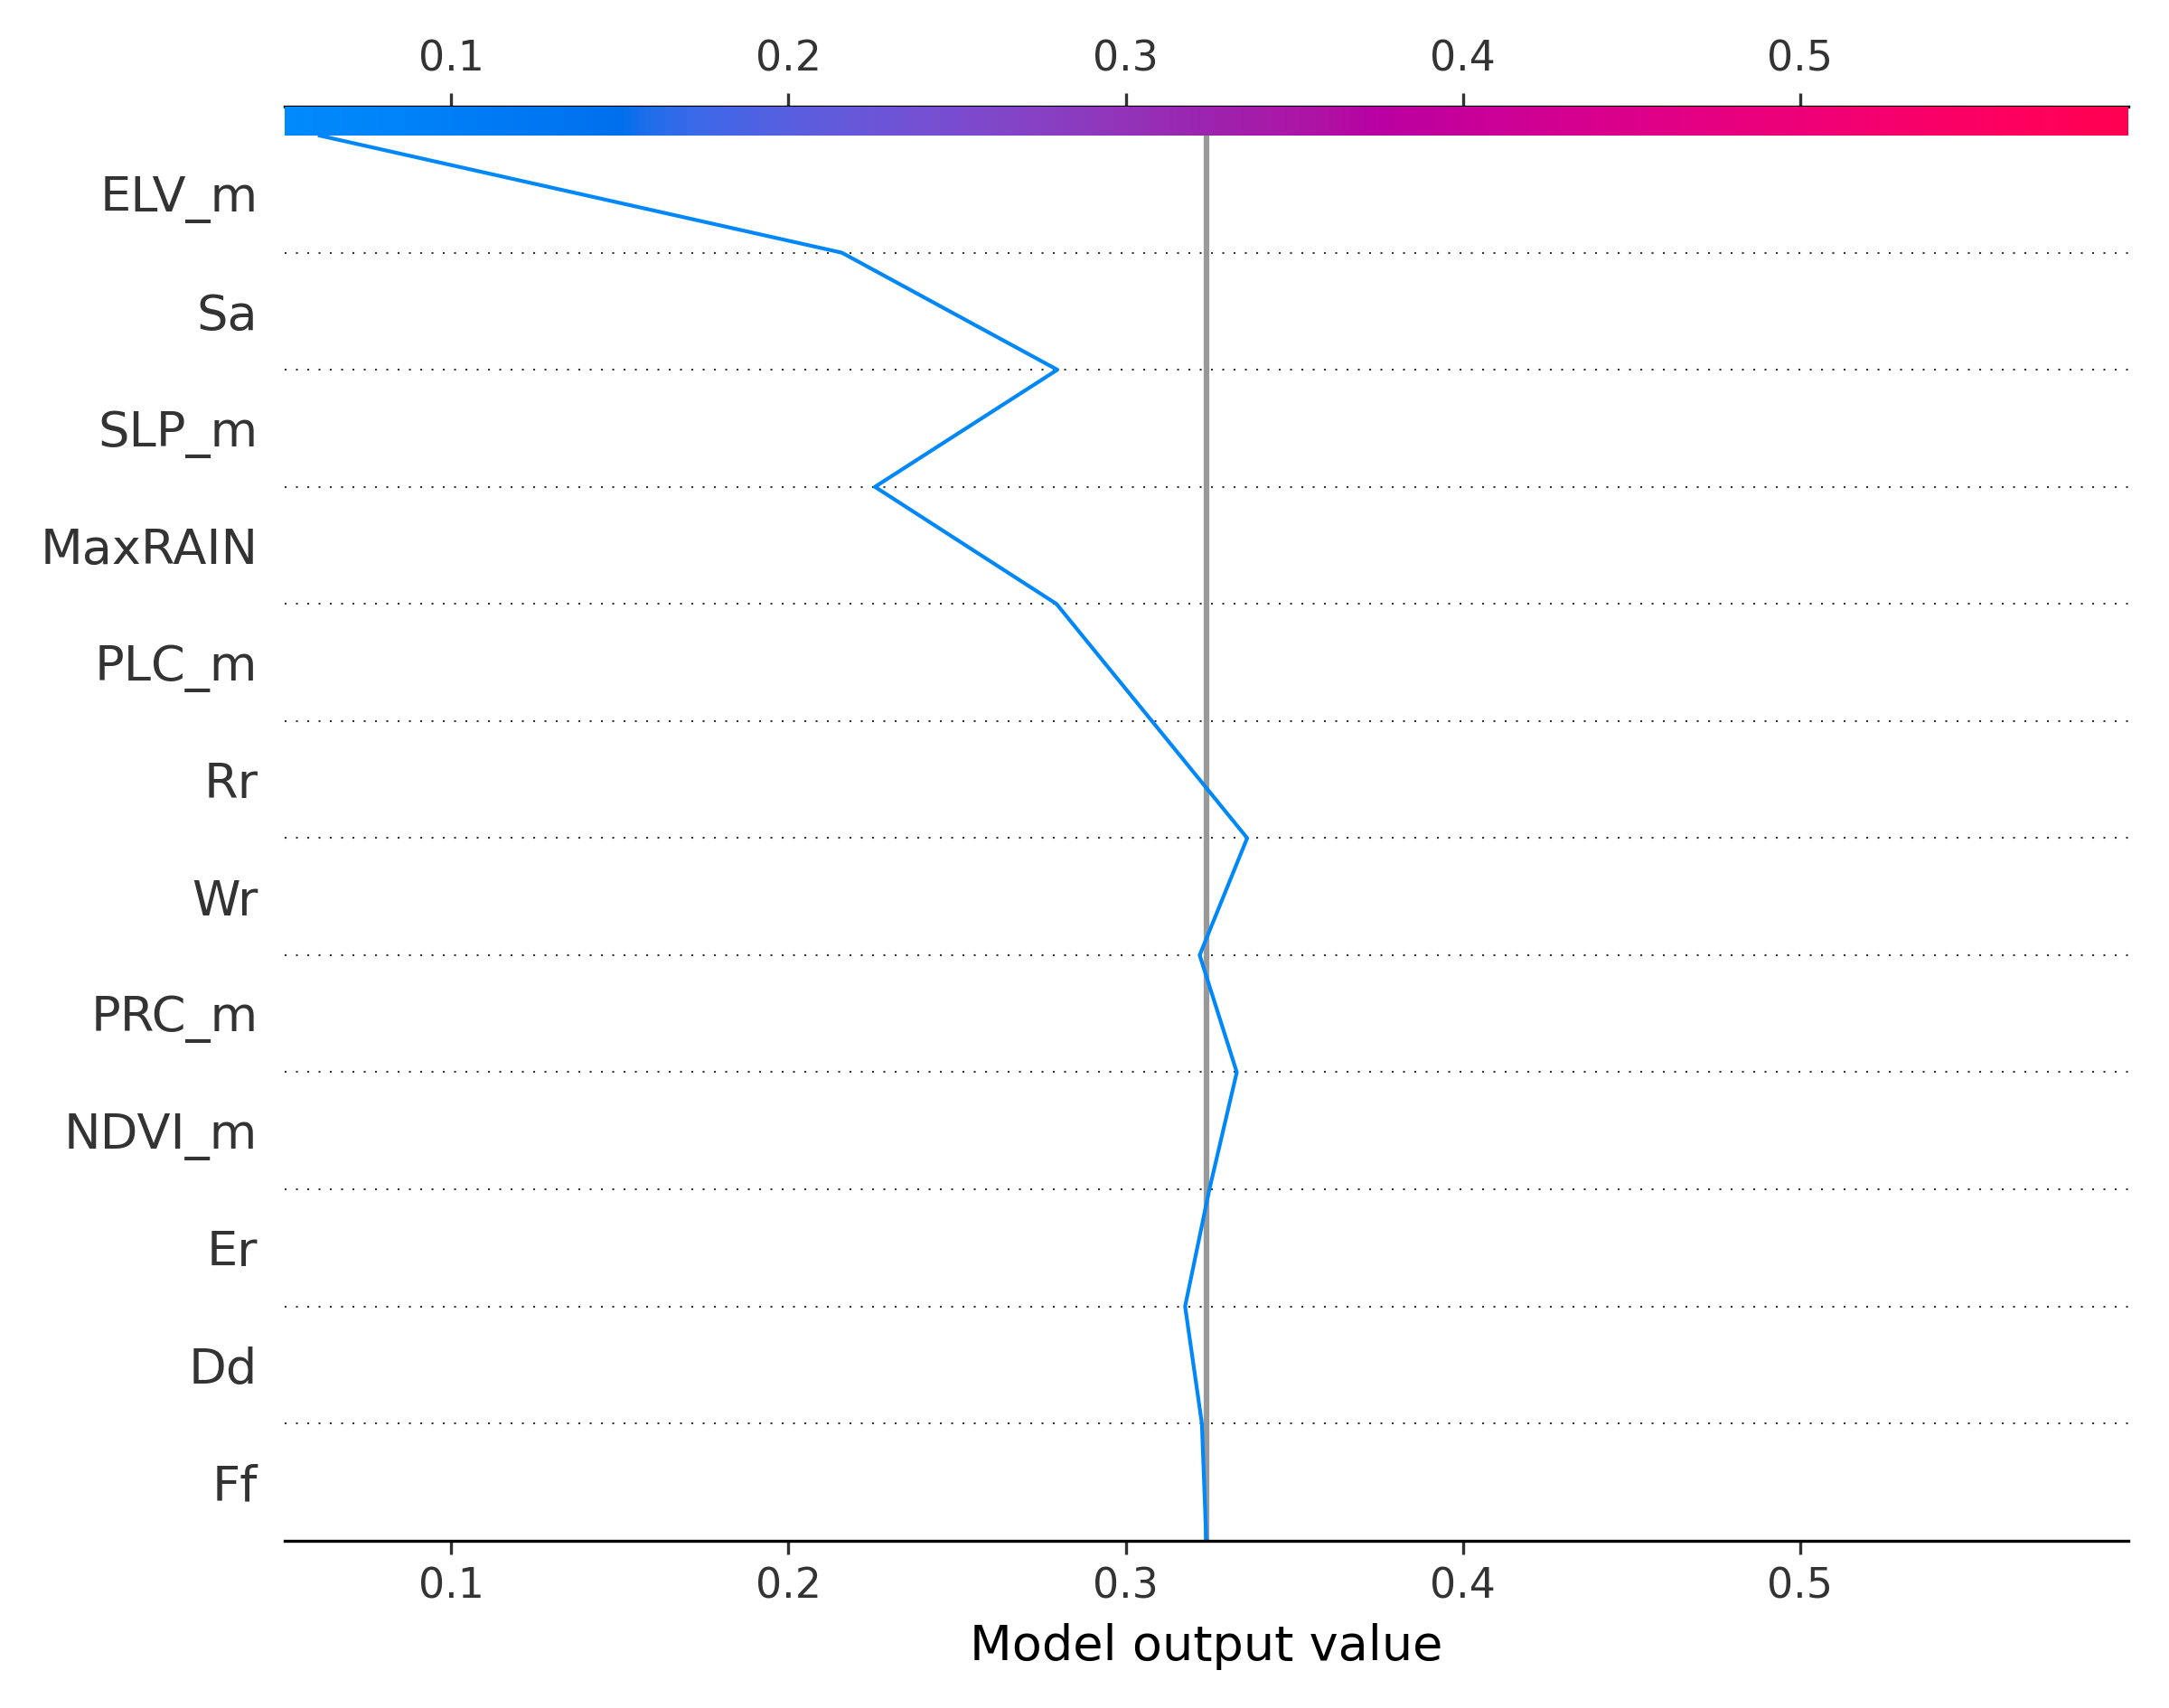 0.1 0.2 0.3 0.4 0.5
ELV_m
Sa
SLP_m
MaxRAIN
PLC_m
Rr
Wr
PRC_m
NDVI_m
Er
Dd
Ff
0.1 0.2 0.3 0.4 0.5
Model output value